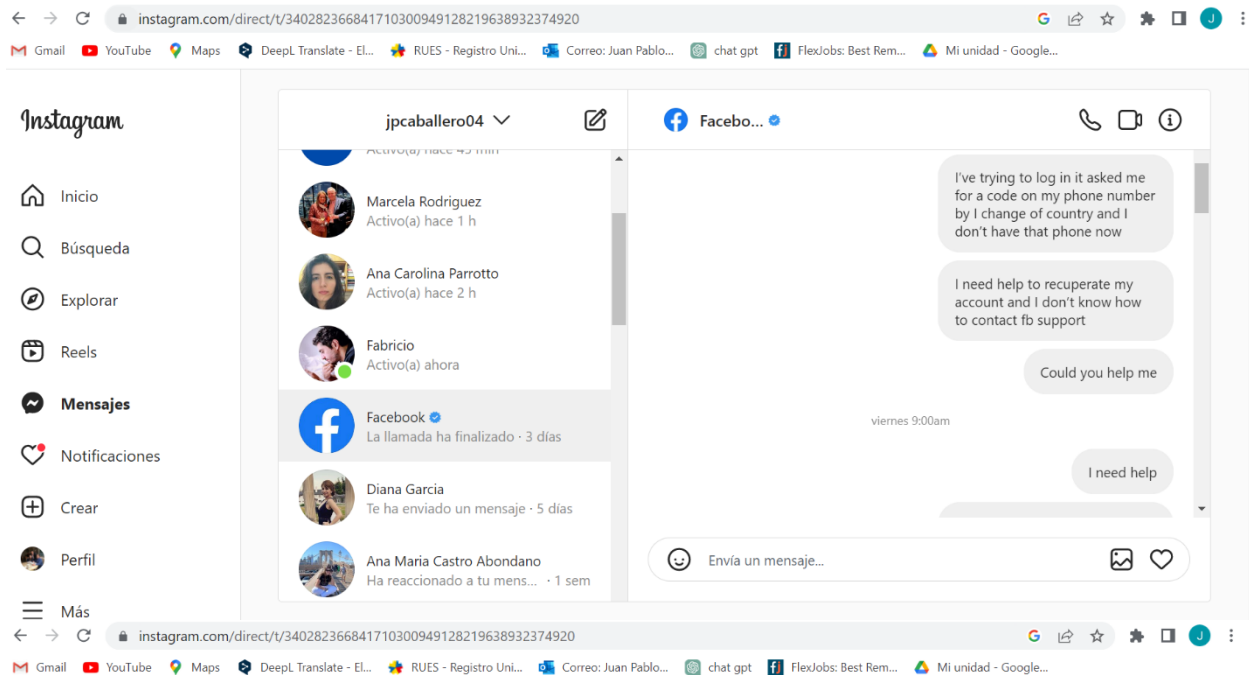 instagram.com/direct/t/340282366841710300949128219638932374920
Gmail YouTube Maps DeepL Translate - El... RUES - Registro Uni... Correo: Juan Pablo... chat gpt FlexJobs: Best Rem... Mi unidad - Google...
Instagram
Inicio
Búsqueda
Explorar
Reels
Mensajes
Notificaciones
Crear
Perfil
Más
jpcaballero04
Activo(a) hace 45 min
Marcela Rodriguez
Activo(a) hace 1 h
Ana Carolina Parrotto
Activo(a) hace 2 h
Fabricio
Activo(a) ahora
Facebook
La llamada ha finalizado · 3 días
Diana Garcia
Te ha enviado un mensaje · 5 días
Ana Maria Castro Abondano
Ha reaccionado a tu mens... · 1 sem
Facebo...
I've trying to log in it asked me
for a code on my phone number
by I change of country and I
don't have that phone now
I need help to recuperate my
account and I don't know how
to contact fb support
Could you help me
viernes 9:00am
I need help
Envía un mensaje...
instagram.com/direct/t/340282366841710300949128219638932374920
Gmail YouTube Maps DeepL Translate - El... RUES - Registro Uni... Correo: Juan Pablo... chat gpt FlexJobs: Best Rem... Mi unidad - Google...